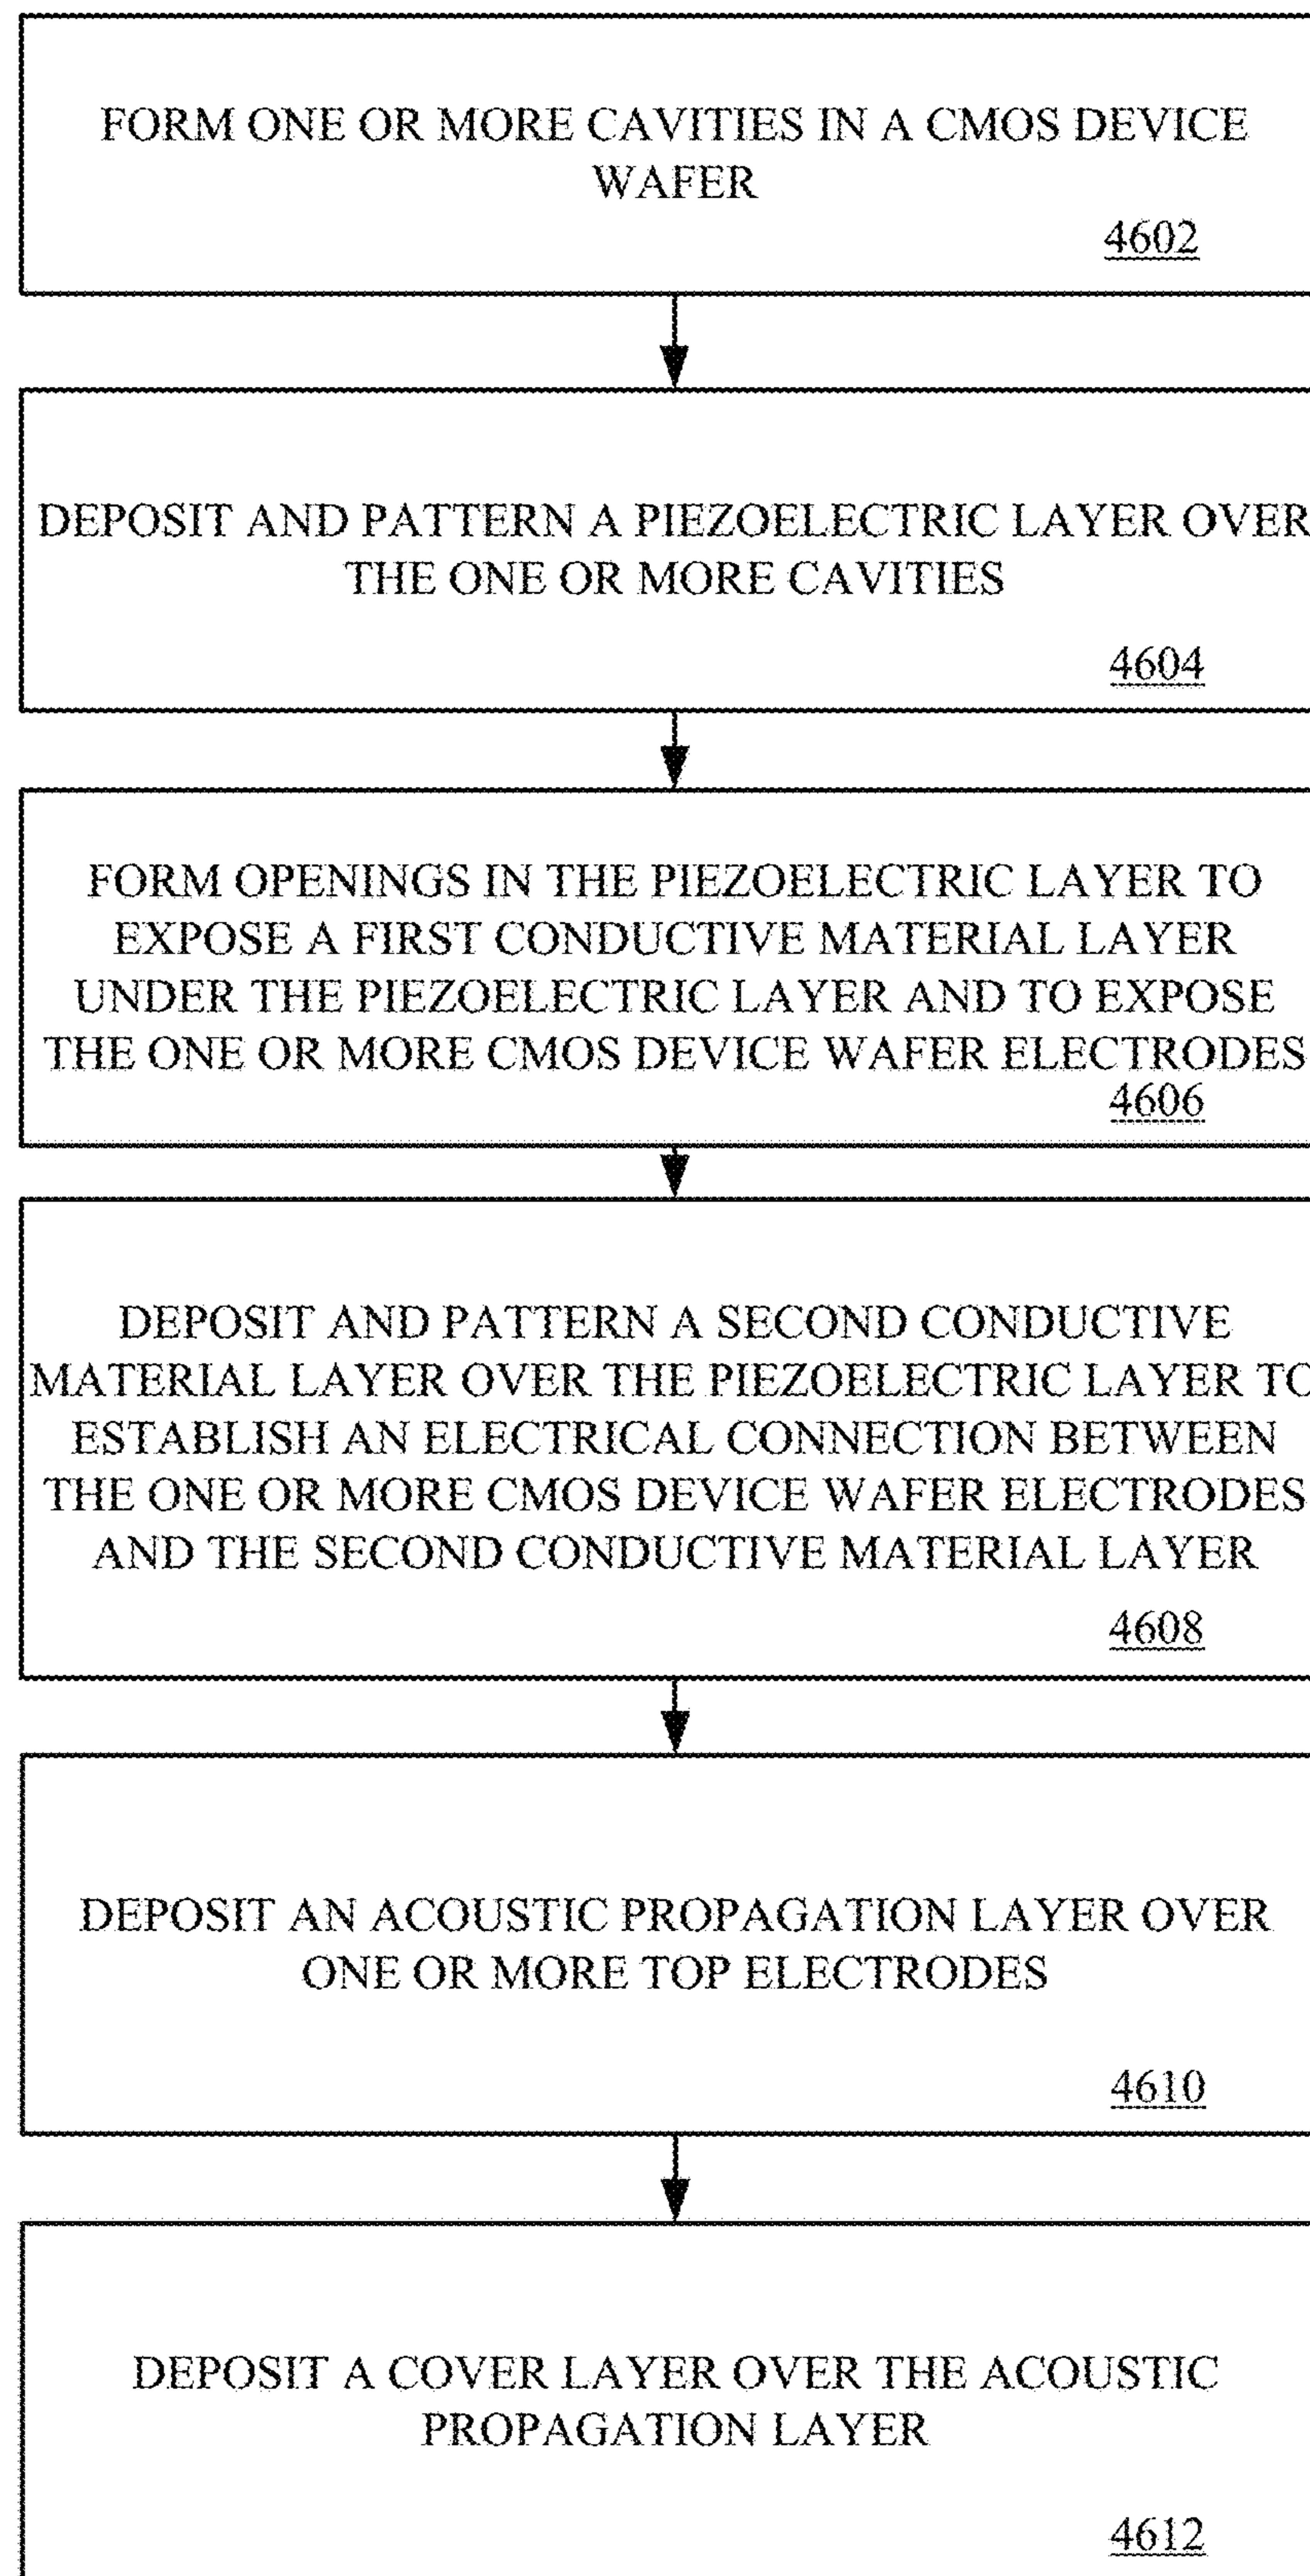 FORM ONE OR MORE CAVITIES IN A CMOS DEVICE
WAFER
4602
DEPOSIT AND PATTERN A PIEZOELECTRIC LAYER OVER
THE ONE OR MORE CAVITIES
4604
FORM OPENINGS IN THE PIEZOELECTRIC LAYER TO
EXPOSE A FIRST CONDUCTIVE MATERIAL LAYER
UNDER THE PIEZOELECTRIC LAYER AND TO EXPOSE
THE ONE OR MORE CMOS DEVICE WAFER ELECTRODES
4606
DEPOSIT AND PATTERN A SECOND CONDUCTIVE
MATERIAL LAYER OVER THE PIEZOELECTRIC LAYER TO
ESTABLISH AN ELECTRICAL CONNECTION BETWEEN
THE ONE OR MORE CMOS DEVICE WAFER ELECTRODES
AND THE SECOND CONDUCTIVE MATERIAL LAYER
4608
DEPOSIT AN ACOUSTIC PROPAGATION LAYER OVER
ONE OR MORE TOP ELECTRODES
4610
DEPOSIT A COVER LAYER OVER THE ACOUSTIC
PROPAGATION LAYER
4612